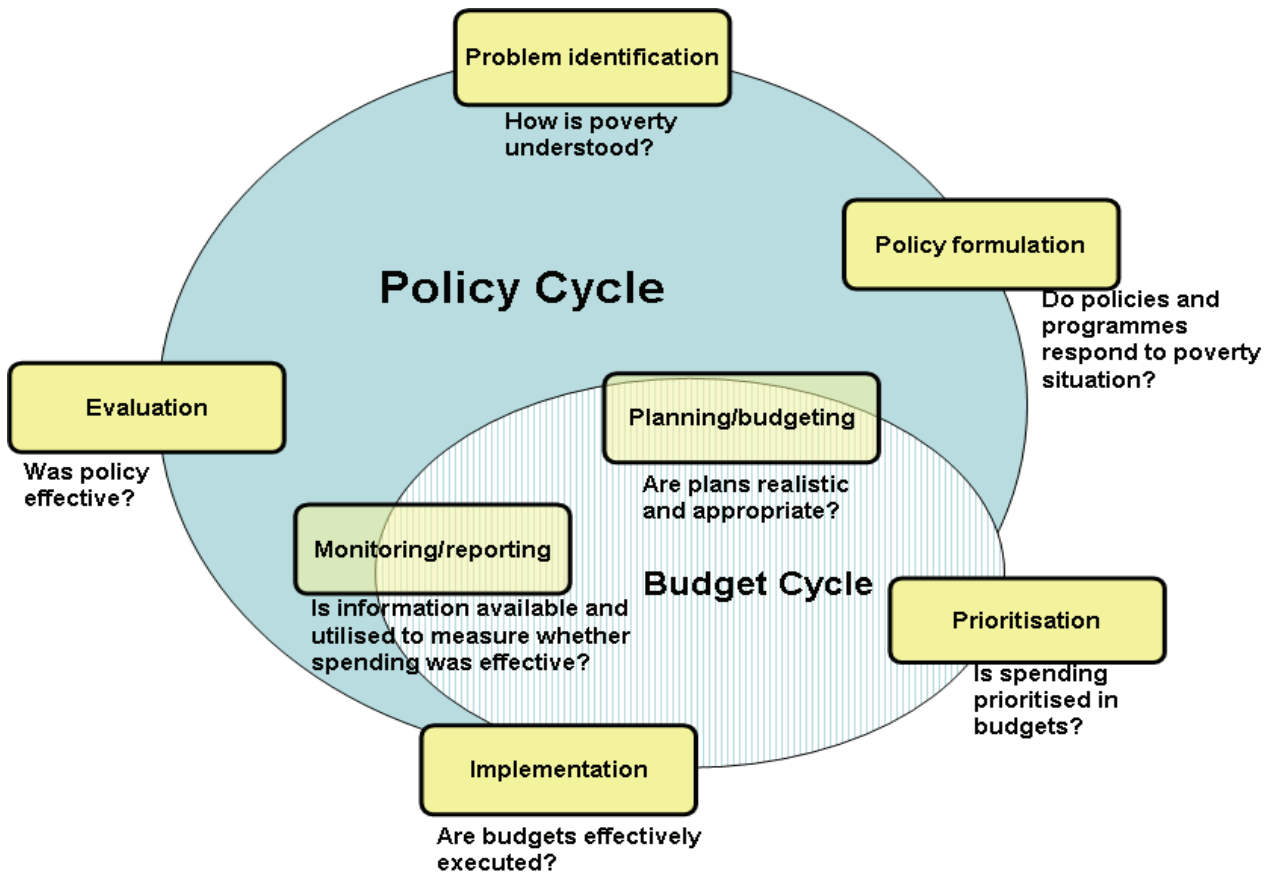 Problem identification
How is poverty
understood?
Policy formulation
Do policies and
programmes
respond to poverty
situation?
Policy Cycle
Evaluation
Was policy
effective?
Planning/budgeting
Are plans realistic
and appropriate?
Monitoring/reporting
Is information available and
utilised to measure whether
spending was effective?
Budget Cycle
Prioritisation
Is spending
prioritised in
budgets?
Implementation
Are budgets effectively
executed?